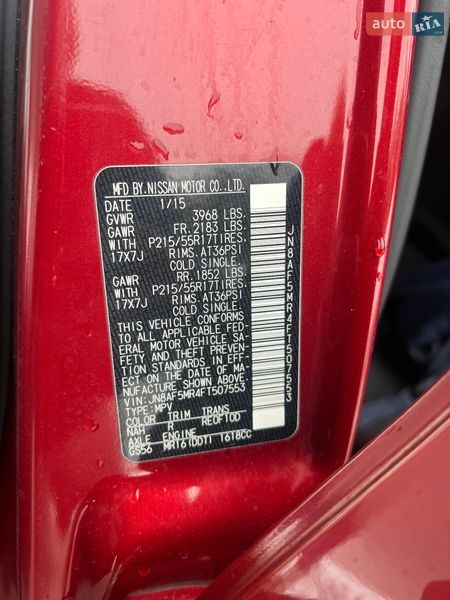 auto RIA
.com
MFD BY.NISSAN MOTOR CO.,LTD.
DATE 1/15
GVWR 3968 LBS.
GAWR FR.2183 LBS.
WITH P215/55R17TIRES.
17X7J RIMS. AT36PSI
COLD SINGLE.
GAWR RR.1852 LBS.
WITH P215/55R17TIRES.
17X7J RIMS. AT36PSI
COLD SINGLE.
THIS VEHICLE CONFORMS
TO ALL APPLICABLE FED-
ERAL MOTOR VEHICLE SA-
FETY AND THEFT PREVEN-
TION STANDARDS IN EFF-
ECT ON THE DATE OF MA-
NUFACTURE SHOWN ABOVE.
VIN:JN8AF5MR4FT507553
TYPE:MPV
COLOR TRIM TRANS
NAH R RE0F10D
AXLE ENGINE
GS56 MR16(DDT) 1618CC
JN8AF5MR4FT507553